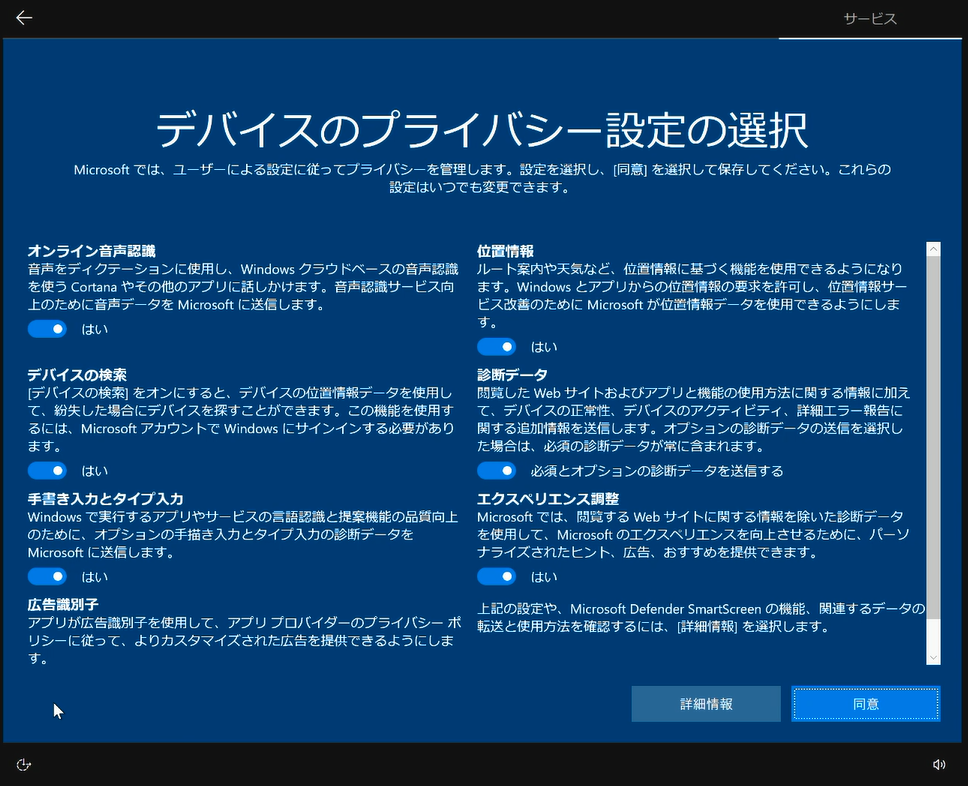 サービス
デバイスのプライバシー設定の選択
Microsoft では、ユーザーによる設定に従ってプライバシーを管理します。設定を選択し、[同意] を選択して保存してください。これらの
設定はいつでも変更できます。
オンライン音声認識
音声をディクテーションに使用し、Windows クラウドベースの音声認識
を使う Cortana やその他のアプリに話しかけます。音声認識サービス向
上のために音声データを Microsoft に送信します。
はい
デバイスの検索
[デバイスの検索] をオンにすると、デバイスの位置情報データを使用し
て、紛失した場合にデバイスを探すことができます。この機能を使用す
るには、Microsoft アカウントで Windows にサインインする必要があり
ます。
はい
手書き入力とタイプ入力
Windows で実行するアプリやサービスの言語認識と提案機能の品質向上
のために、オプションの手描き入力とタイプ入力の診断データを
Microsoft に送信します。
はい
広告識別子
アプリが広告識別子を使用して、アプリ プロバイダーのプライバシー ポ
リシーに従って、よりカスタマイズされた広告を提供できるようにしま
す。
位置情報
ルート案内や天気など、位置情報に基づく機能を使用できるようになり
ます。Windows とアプリからの位置情報の要求を許可し、位置情報サー
ビス改善のために Microsoft が位置情報データを使用できるようにしま
す。
はい
診断データ
閲覧した Web サイトおよびアプリと機能の使用方法に関する情報に加え
て、デバイスの正常性、デバイスのアクティビティ、詳細エラー報告に
関する追加情報を送信します。オプションの診断データの送信を選択し
た場合は、必須の診断データが常に含まれます。
必須とオプションの診断データを送信する
エクスペリエンス調整
Microsoft では、閲覧する Web サイトに関する情報を除いた診断データ
を使用して、Microsoft のエクスペリエンスを向上させるために、パーソ
ナライズされたヒント、広告、おすすめを提供できます。
はい
上記の設定や、Microsoft Defender SmartScreen の機能、関連するデータの
転送と使用方法を確認するには、[詳細情報] を選択します。
詳細情報
同意